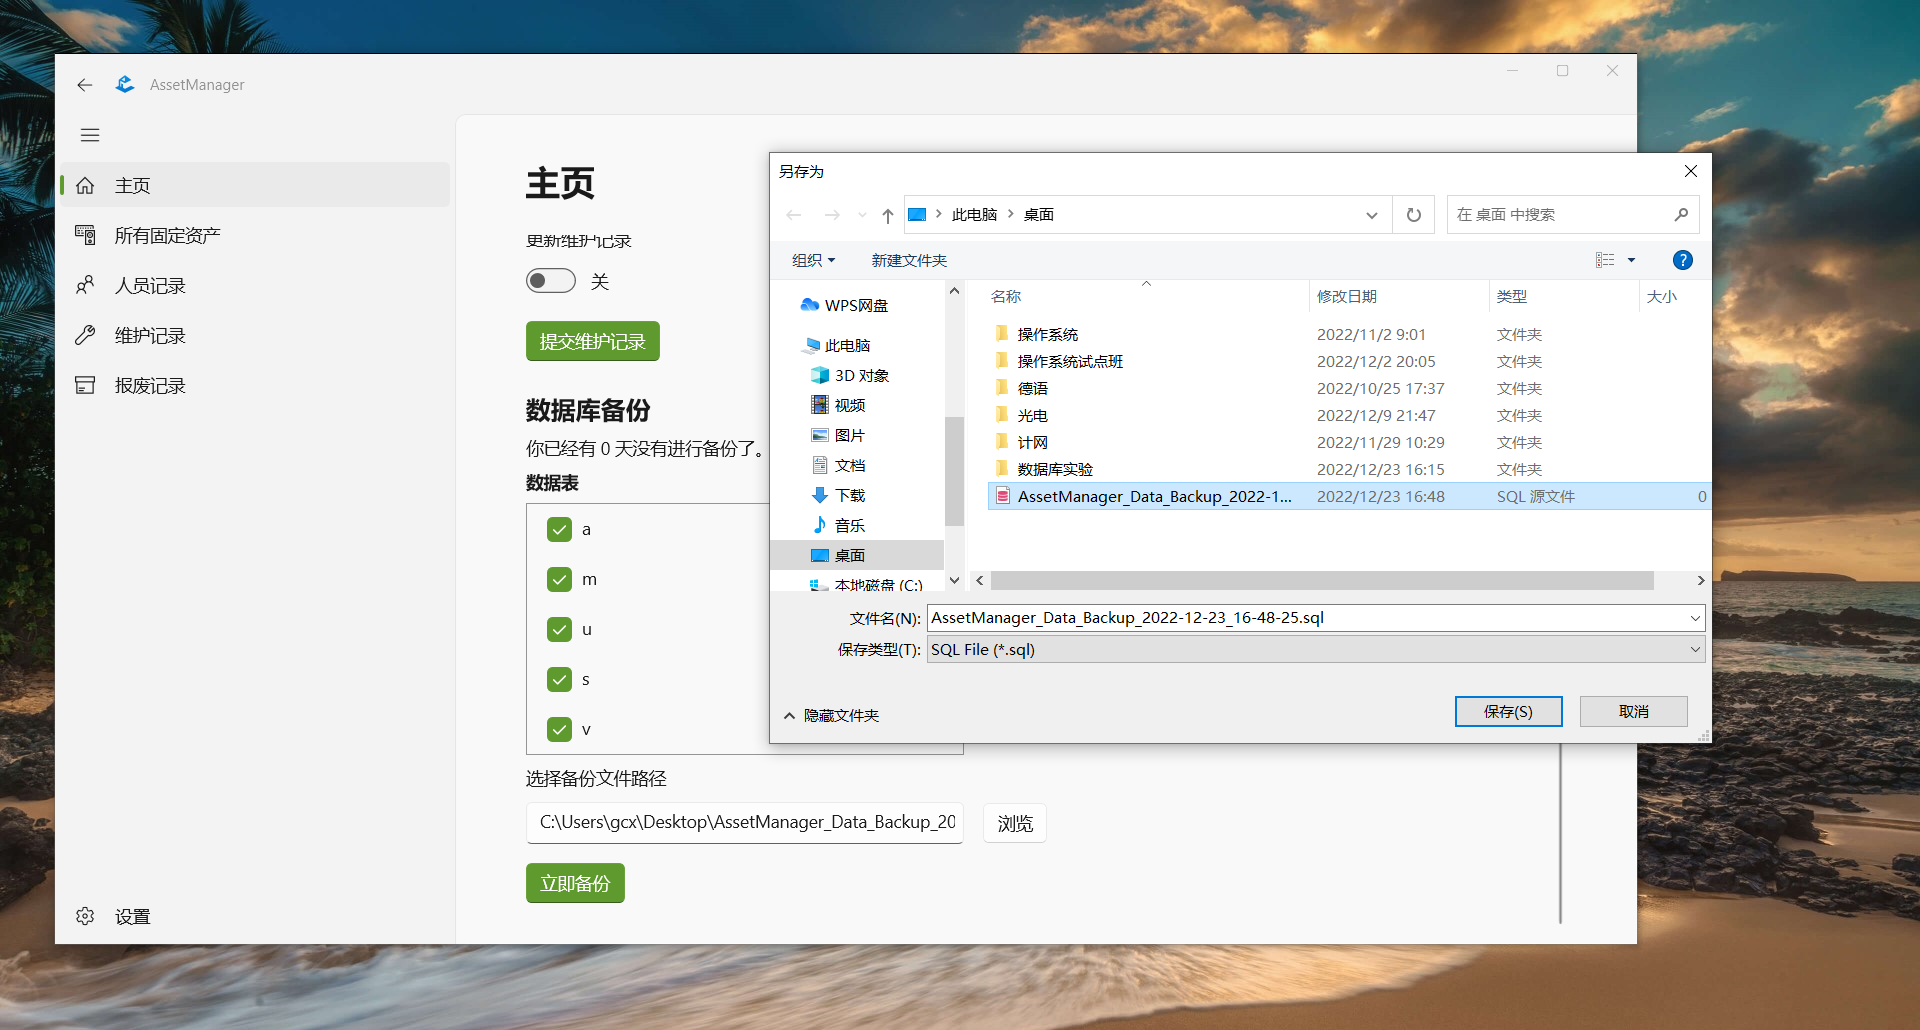 AssetManager
主页
所有固定资产
人员记录
维护记录
报废记录
设置
主页
更新维护记录
关
提交维护记录
数据库备份
你已经有 0 天没有进行备份了。
数据表
a
m
u
s
v
选择备份文件路径
C:\Users\gcx\Desktop\AssetManager_Data_Backup_20
浏览
立即备份
另存为
此电脑 > 桌面
在 桌面 中搜索
组织
新建文件夹
?
WPS网盘
此电脑
3D 对象
视频
图片
文档
下载
音乐
桌面
本地磁盘 (C:)
名称 修改日期 类型 大小
操作系统 2022/11/2 9:01 文件夹
操作系统试点班 2022/12/2 20:05 文件夹
德语 2022/10/25 17:37 文件夹
光电 2022/12/9 21:47 文件夹
计网 2022/11/29 10:29 文件夹
数据库实验 2022/12/23 16:15 文件夹
AssetManager_Data_Backup_2022-1... 2022/12/23 16:48 SQL 源文件 0
文件名(N): AssetManager_Data_Backup_2022-12-23_16-48-25.sql
保存类型(T): SQL File (*.sql)
隐藏文件夹
保存(S)
取消